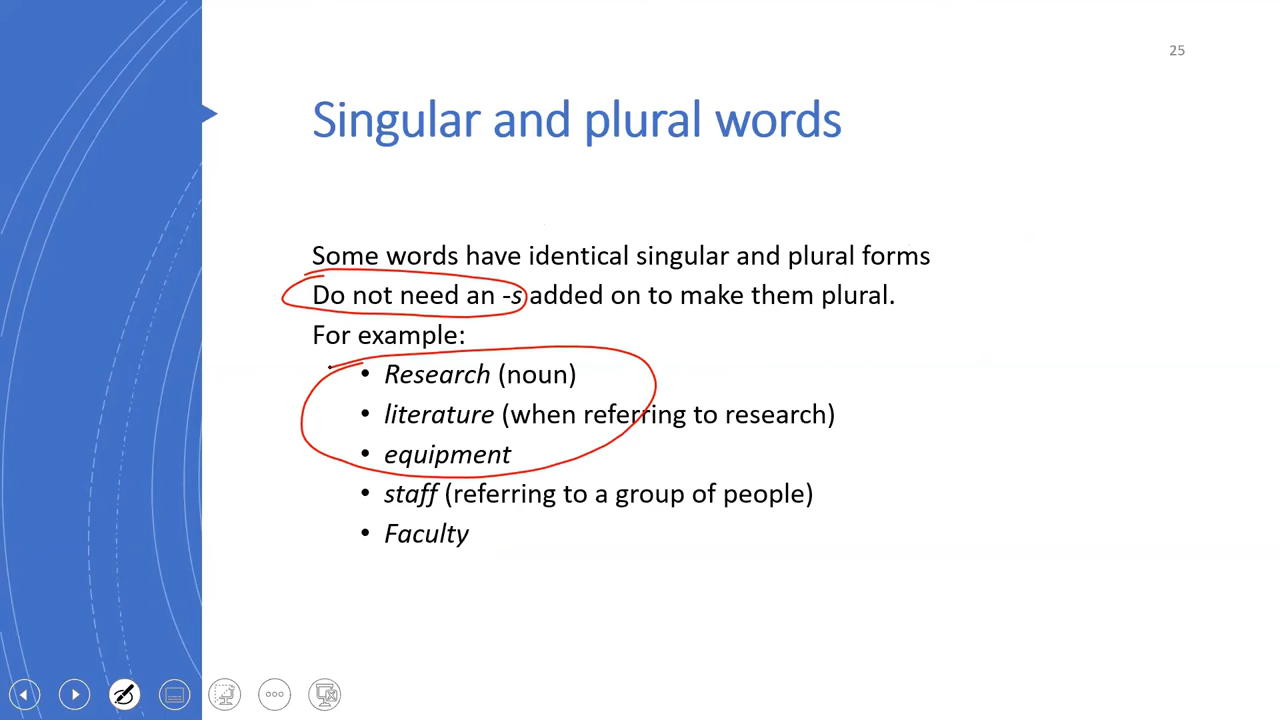 25
Singular and plural words
Some words have identical singular and plural forms
Do not need an -s added on to make them plural.
For example:
• Research (noun)
• literature (when referring to research)
• equipment
• staff (referring to a group of people)
• Faculty